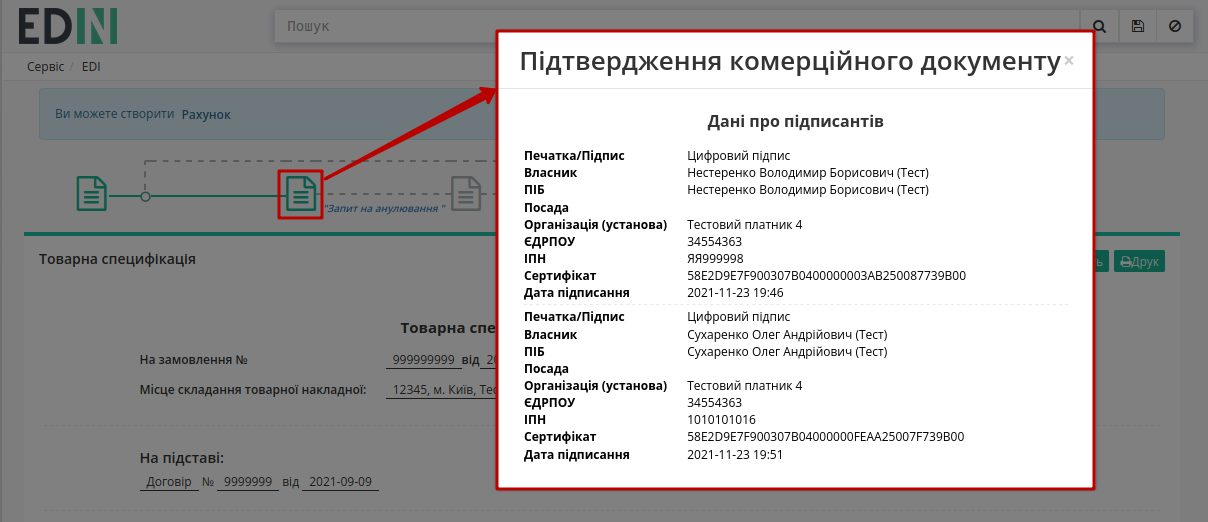 EDIN
Пошук
Сервіс / EDI
Ви можете створити Рахунок
"Запит на анулювання "
Товарна специфікація
ь Друк
Товарна спе
На замовлення № 999999999 від 20
Місце складання товарної накладної: 12345, м. Київ, Тес
На підставі:
Договір № 9999999 від 2021-09-09
Підтвердження комерційного документу ×
Дані про підписантів
Печатка/Підпис Цифровий підпис
Власник Нестеренко Володимир Борисович (Тест)
ПІБ Нестеренко Володимир Борисович (Тест)
Посада
Організація (установа) Тестовий платник 4
ЄДРПОУ 34554363
ІПН ЯЯ999998
Сертифікат 58E2D9E7F900307B0400000003AB250087739B00
Дата підписання 2021-11-23 19:46
Печатка/Підпис Цифровий підпис
Власник Сухаренко Олег Андрійович (Тест)
ПІБ Сухаренко Олег Андрійович (Тест)
Посада
Організація (установа) Тестовий платник 4
ЄДРПОУ 34554363
ІПН 1010101016
Сертифікат 58E2D9E7F900307B04000000FEAA25007F739B00
Дата підписання 2021-11-23 19:51